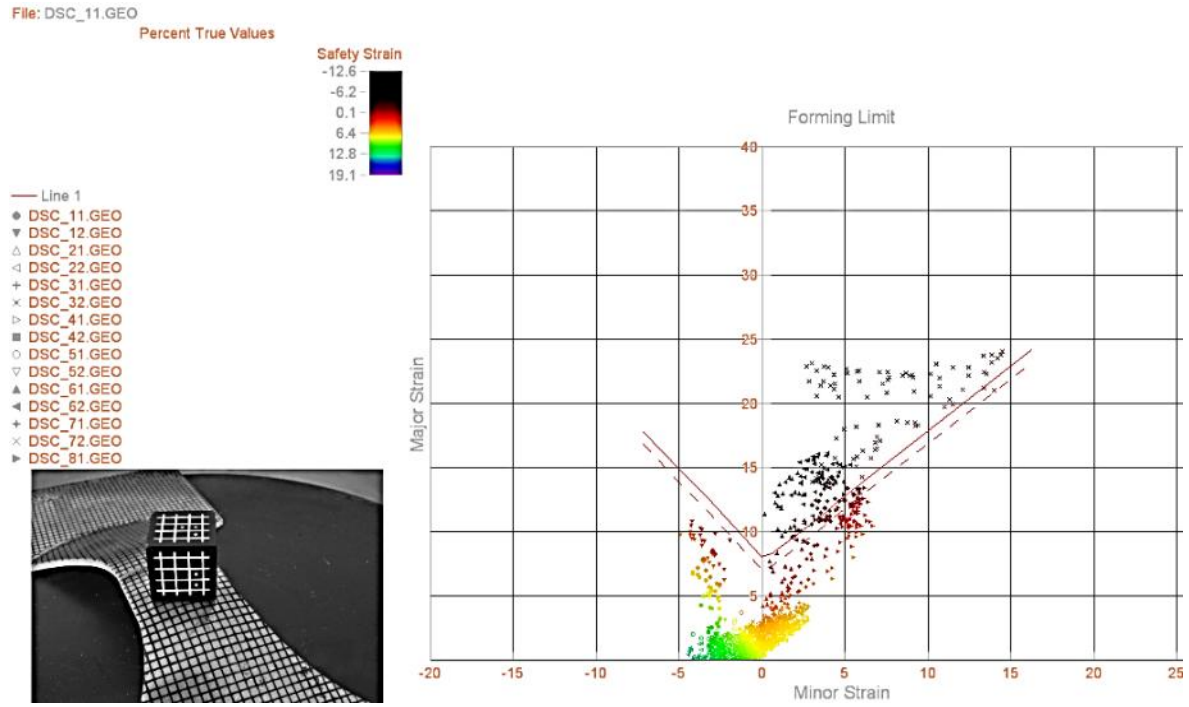 File: DSC_11.GEO
Percent True Values
Safety Strain
-12.6
-6.2
0.1
6.4
12.8
19.1
Line 1
DSC_11.GEO
DSC_12.GEO
DSC_21.GEO
DSC_22.GEO
DSC_31.GEO
DSC_32.GEO
DSC_41.GEO
DSC_42.GEO
DSC_51.GEO
DSC_52.GEO
DSC_61.GEO
DSC_62.GEO
DSC_71.GEO
DSC_72.GEO
DSC_81.GEO
Forming Limit
Major Strain
40
35
30
25
20
15
10
5
-20 -15 -10 -5 0 5 10 15 20 25
Minor Strain